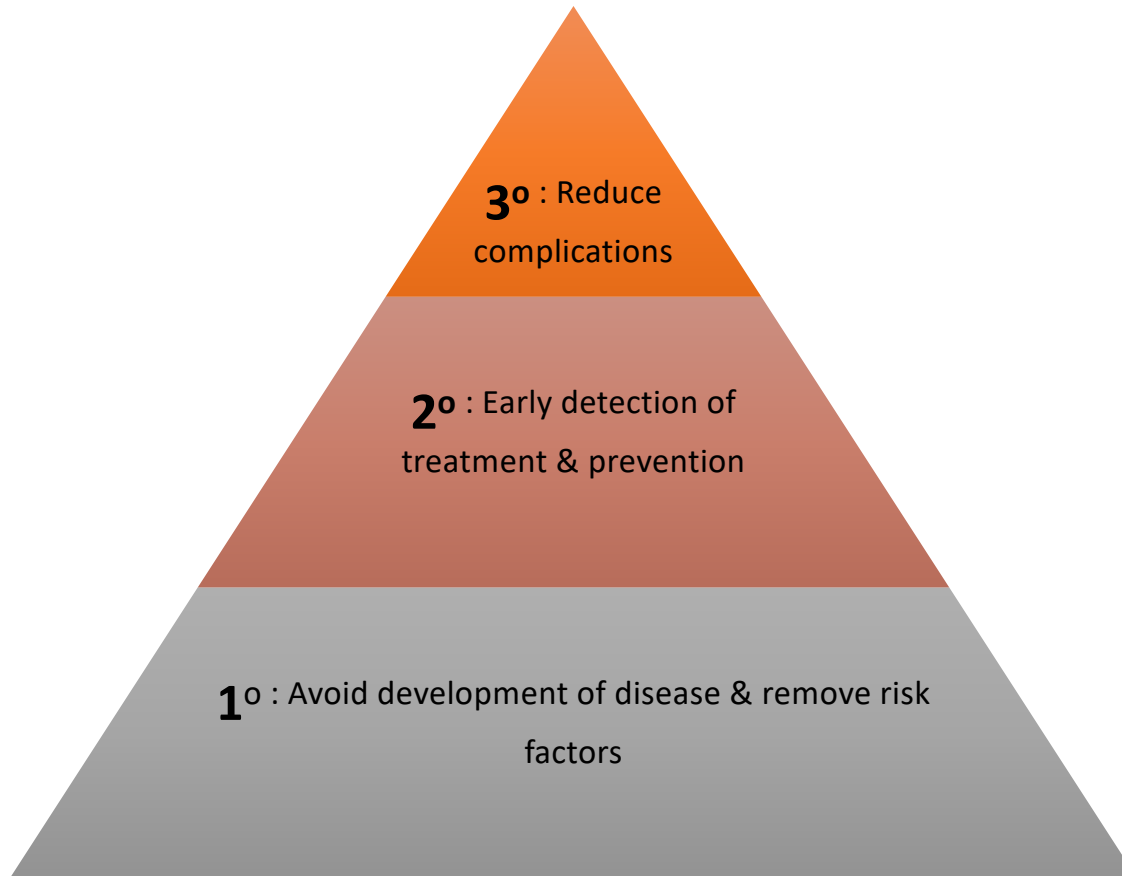 3º : Reduce
complications
2º : Early detection of
treatment & prevention
1º : Avoid development of disease & remove risk
factors